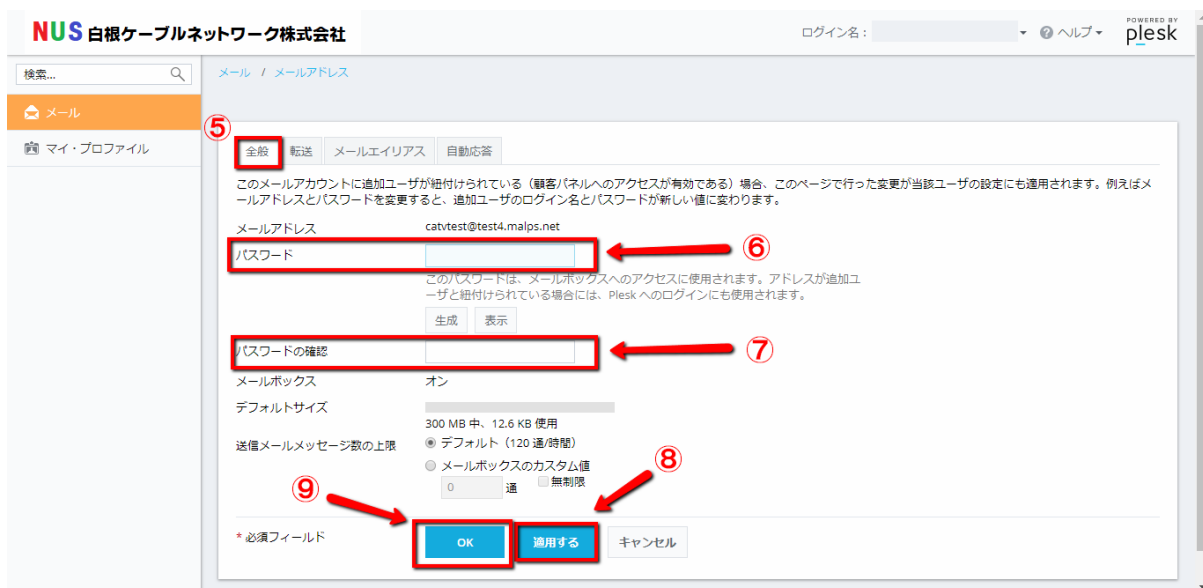 NUS 白根ケーブルネットワーク株式会社
ログイン名：
ヘルプ
POWERED BY
plesk
検索...
メール / メールアドレス
メール
マイ・プロファイル
⑤
全般 転送 メールエイリアス 自動応答
このメールアカウントに追加ユーザが紐付けられている（顧客パネルへのアクセスが有効である）場合、このページで行った変更が当該ユーザの設定にも適用されます。例えばメ
ールアドレスとパスワードを変更すると、追加ユーザのログイン名とパスワードが新しい値に変わります。
メールアドレス catvtest@test4.malps.net
パスワード ⑥
このパスワードは、メールボックスへのアクセスに使用されます。アドレスが追加ユ
ーザと紐付けられている場合には、Plesk へのログインにも使用されます。
生成 表示
パスワードの確認 ⑦
メールボックス オン
デフォルトサイズ
300 MB 中、12.6 KB 使用
送信メールメッセージ数の上限 デフォルト（120 通/時間）
メールボックスのカスタム値
⑧
0 通 無制限
⑨
* 必須フィールド OK 適用する キャンセル